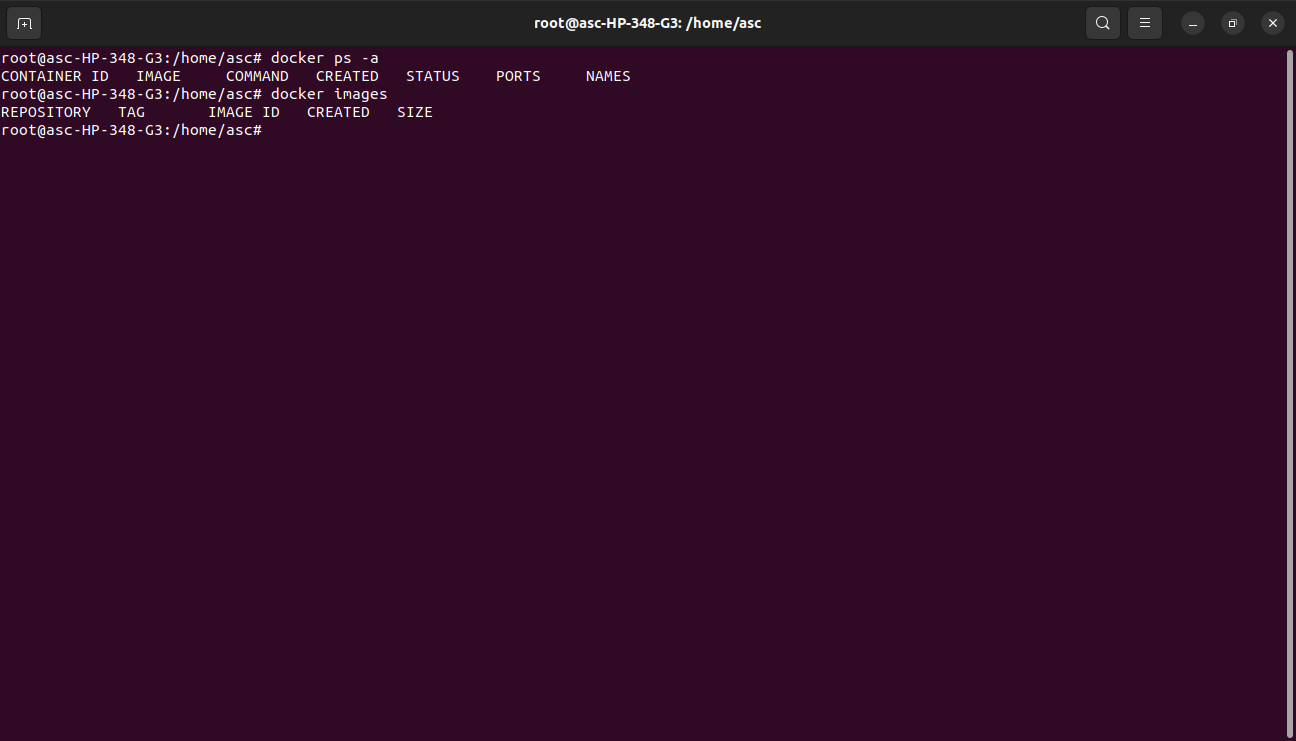 root@asc-HP-348-G3: /home/asc
root@asc-HP-348-G3:/home/asc# docker ps -a
CONTAINER ID   IMAGE     COMMAND   CREATED   STATUS    PORTS     NAMES
root@asc-HP-348-G3:/home/asc# docker images
REPOSITORY   TAG       IMAGE ID   CREATED   SIZE
root@asc-HP-348-G3:/home/asc#